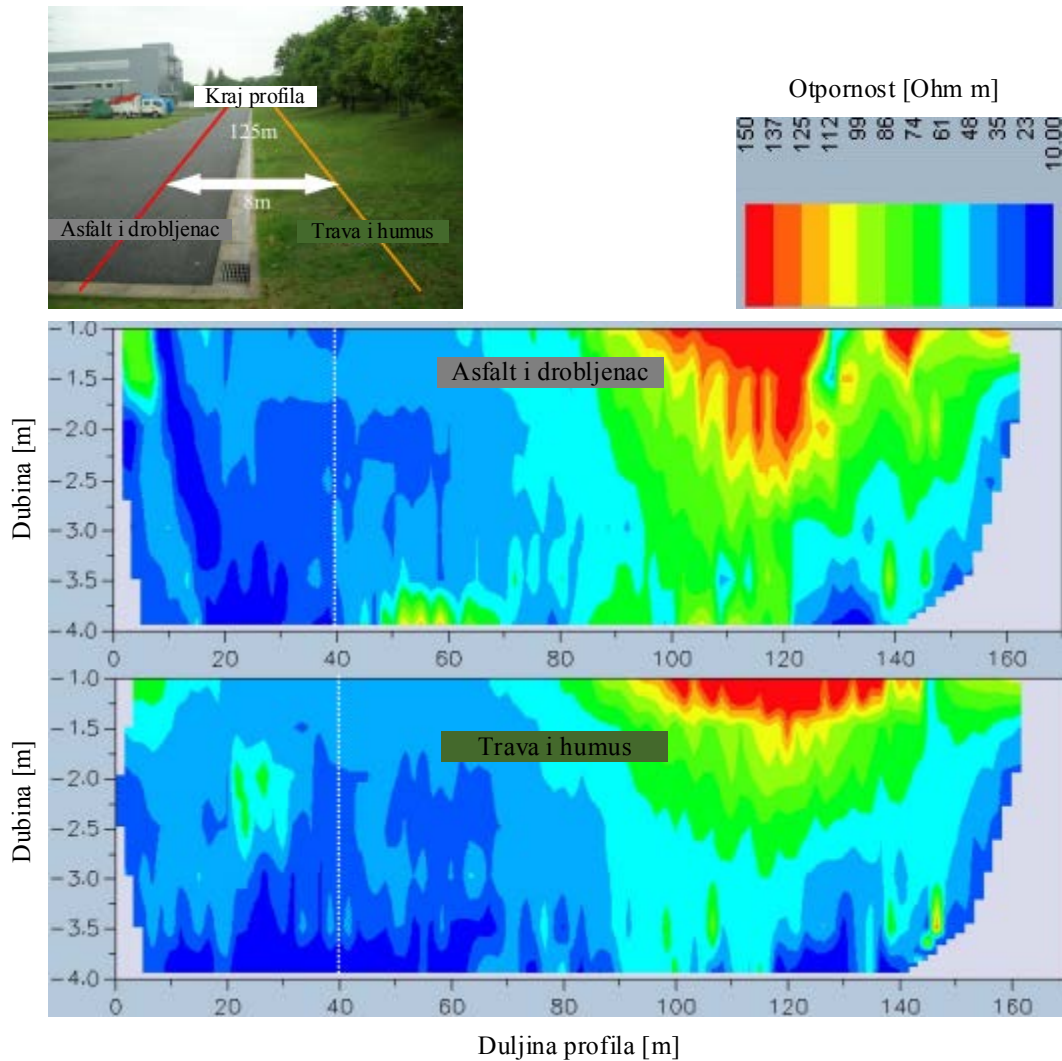 Kraj profila
125m
8m
Asfalt i drobljenac
Trava i humus
Otpornost [Ohm m]
150 137 125 112 99 86 74 61 48 35 23 10.00
Asfalt i drobljenac
Dubina [m]
-1.0
-1.5
-2.0
-2.5
-3.0
-3.5
-4.0
0 20 40 60 80 100 120 140 160
Trava i humus
Dubina [m]
-1.0
-1.5
-2.0
-2.5
-3.0
-3.5
-4.0
0 20 40 60 80 100 120 140 160
Duljina profila [m]